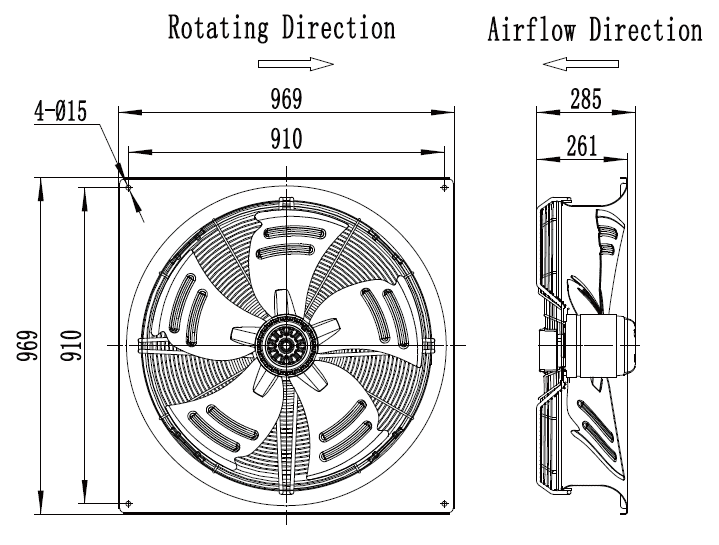 Rotating Direction
Airflow Direction
4-Ø15
969
910
285
261
969
910